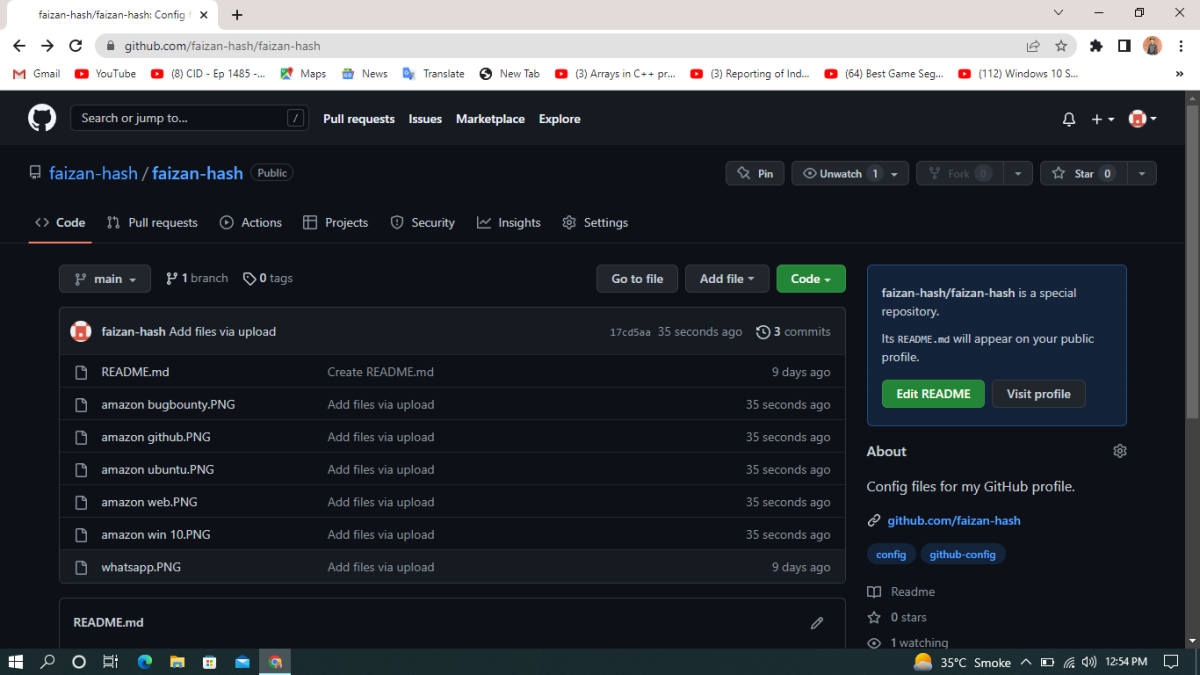 faizan-hash/faizan-hash: Config f
github.com/faizan-hash/faizan-hash
Gmail YouTube (8) CID - Ep 1485 -... Maps News Translate New Tab (3) Arrays in C++ pr... (3) Reporting of Ind... (64) Best Game Seg... (112) Windows 10 S... »
Search or jump to... / Pull requests Issues Marketplace Explore
faizan-hash / faizan-hash Public Pin Unwatch 1 Fork 0 Star 0
Code Pull requests Actions Projects Security Insights Settings
main 1 branch 0 tags Go to file Add file Code
faizan-hash Add files via upload 17cd5aa 35 seconds ago 3 commits
README.md Create README.md 9 days ago
amazon bugbounty.PNG Add files via upload 35 seconds ago
amazon github.PNG Add files via upload 35 seconds ago
amazon ubuntu.PNG Add files via upload 35 seconds ago
amazon web.PNG Add files via upload 35 seconds ago
amazon win 10.PNG Add files via upload 35 seconds ago
whatsapp.PNG Add files via upload 9 days ago
README.md
faizan-hash/faizan-hash is a special
repository.
Its README.md will appear on your public
profile.
Edit README Visit profile
About
Config files for my GitHub profile.
github.com/faizan-hash
config github-config
Readme
0 stars
1 watching
35°C Smoke 12:54 PM